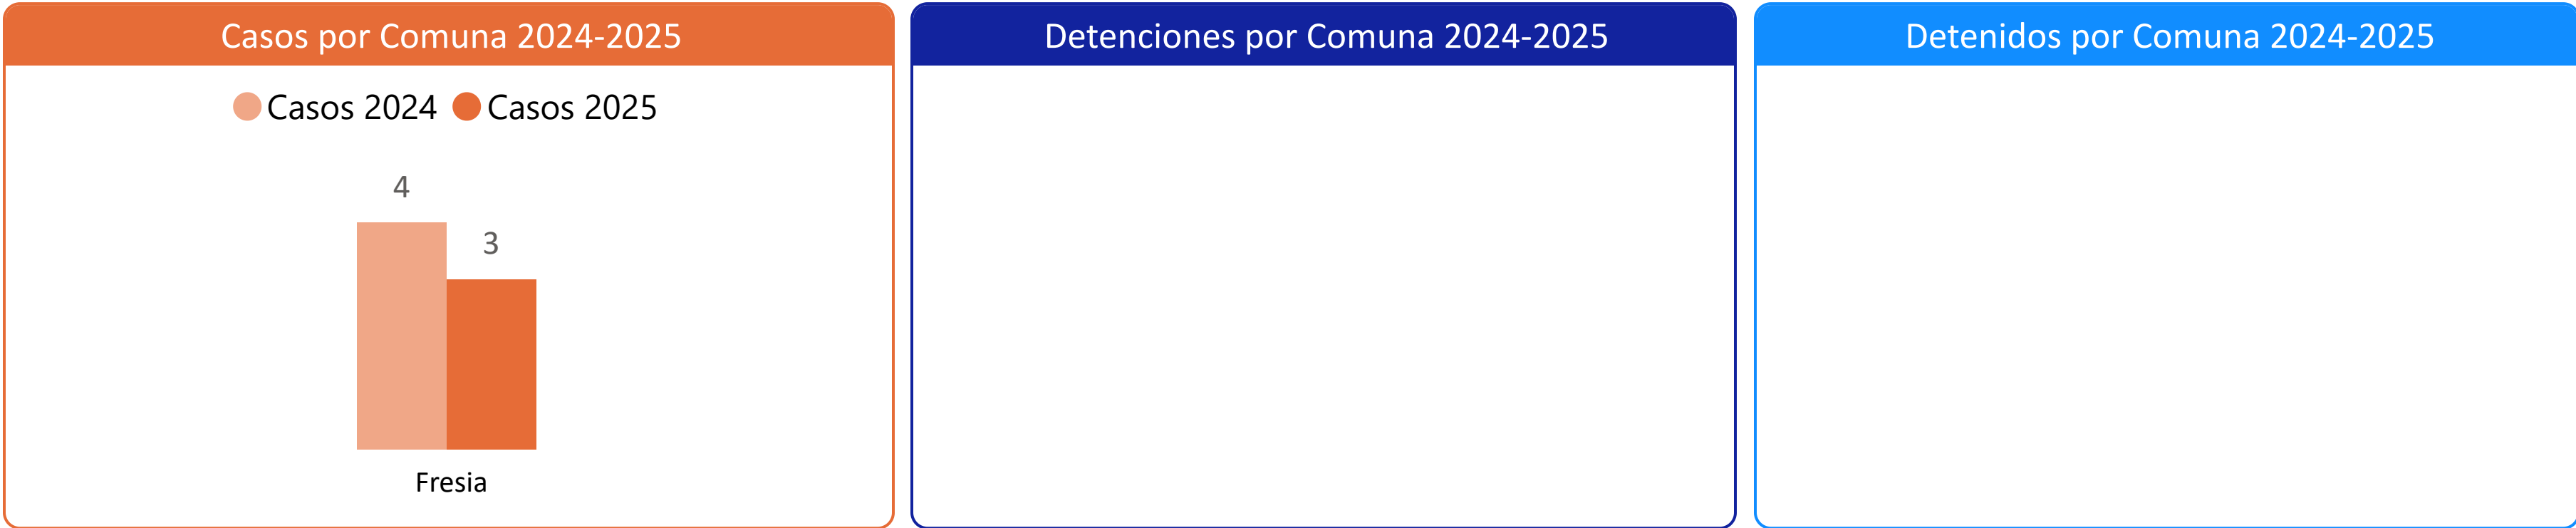 Casos por Comuna 2024-2025
Casos 2024 Casos 2025
4
3
Fresia
Detenciones por Comuna 2024-2025
Detenidos por Comuna 2024-2025